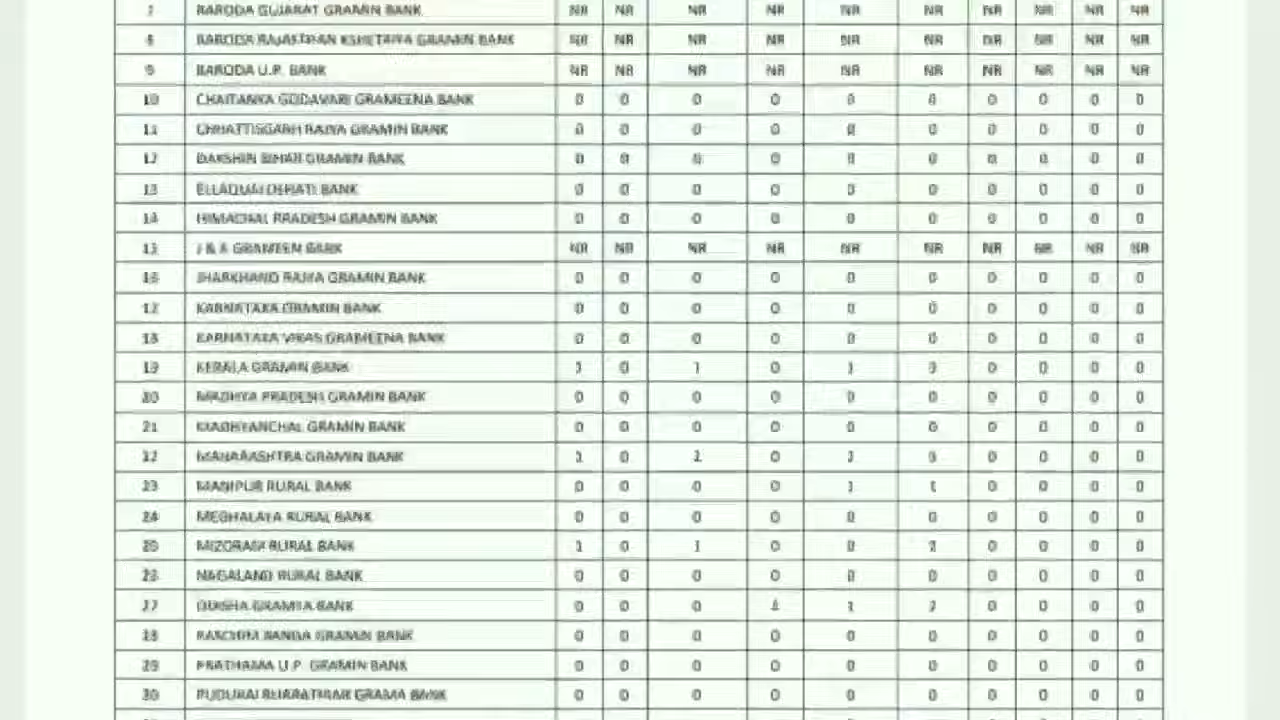 7 BARODA GUJARAT GRAMIN BANK NR NR NR NR NR NR NR NR NR NR
8 BARODA RAJASTHAN KSHETRIYA GRAMIN BANK NR NR NR NR NR NR NR NR NR NR
9 BARODA U.P. BANK NR NR NR NR NR NR NR NR NR NR
10 CHAITANYA GODAVARI GRAMEENA BANK 0 0 0 0 0 0 0 0 0 0
11 CHHATTISGARH RAJYA GRAMIN BANK 0 0 0 0 0 0 0 0 0 0
12 DAKSHIN BIHAR GRAMIN BANK 0 0 0 0 0 0 0 0 0 0
13 ELLAQUAI DEHATI BANK 0 0 0 0 0 0 0 0 0 0
14 HIMACHAL PRADESH GRAMIN BANK 0 0 0 0 0 0 0 0 0 0
15 J & K GRAMEEN BANK NR NR NR NR NR NR NR NR NR NR
16 JHARKHAND RAJYA GRAMIN BANK 0 0 0 0 0 0 0 0 0 0
17 KARNATAKA GRAMIN BANK 0 0 0 0 0 0 0 0 0 0
18 KARNATAKA VIKAS GRAMEENA BANK 0 0 0 0 0 0 0 0 0 0
19 KERALA GRAMIN BANK 0 0 0 0 0 0
20 MADHYA PRADESH GRAMIN BANK 0 0 0 0 0 0 0 0 0 0
21 MADHYANCHAL GRAMIN BANK 0 0 0 0 0 0 0 0 0 0
22 MAHARASHTRA GRAMIN BANK 0 0 0 0 0 0
23 MANIPUR RURAL BANK 0 0 0 0 1 1 0 0 0 0
24 MEGHALAYA RURAL BANK 0 0 0 0 0 0 0 0 0 0
25 MIZORAM RURAL BANK 1 0 1 0 0 2 0 0 0 0
26 NAGALAND RURAL BANK 0 0 0 0 0 0 0 0 0 0
27 ODISHA GRAMYA BANK 0 0 0 1 1 2 0 0 0 0
28 PASCHIM BANGA GRAMIN BANK 0 0 0 0 0 0 0 0 0 0
29 PRATHAMA U.P. GRAMIN BANK 0 0 0 0 0 0 0 0 0 0
30 PUDUVAI BHARATHIAR GRAMA BANK 0 0 0 0 0 0 0 0 0 0